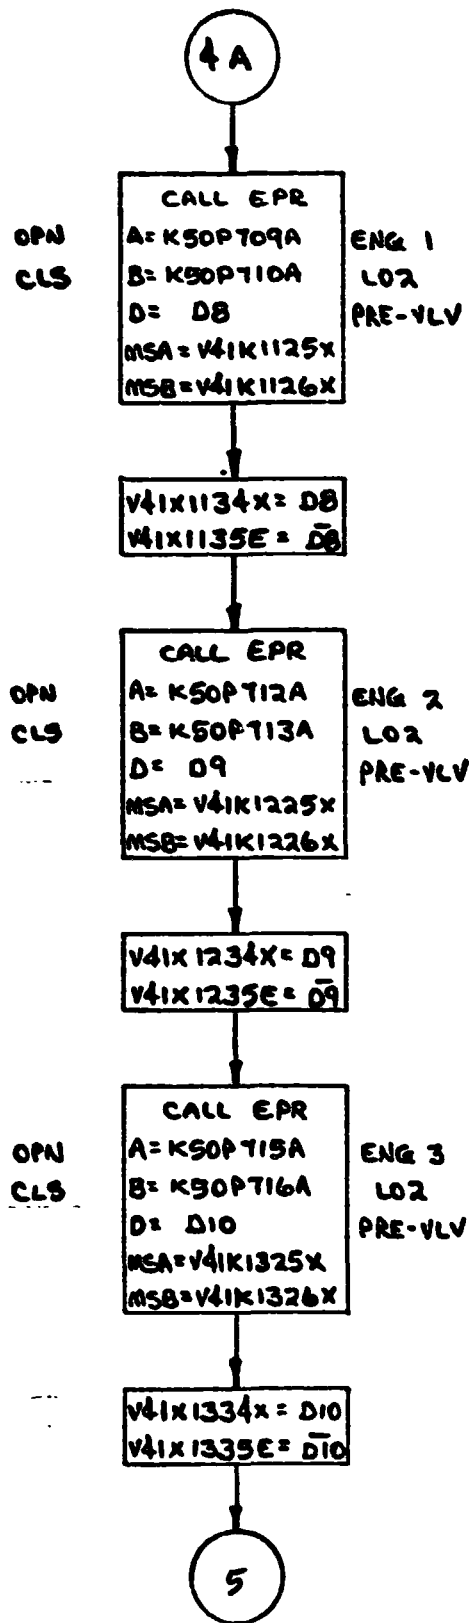 4A
CALL EPR
OPN A= K50P709A ENG 1
CLS B= K50P710A LO2
D= D8 PRE-VLV
MSA= V41K1125X
MSB= V41K1126X
V41X1134X= D8
V41X1135E = D̅8̅
CALL EPR
OPN A= K50P712A ENG 2
CLS B= K50P713A LO2
D= D9 PRE-VLV
MSA= V41K1225X
MSB= V41K1226X
V41X1234X= D9
V41X1235E= D̅9̅
CALL EPR
OPN A= K50P715A ENG 3
CLS B= K50P716A LO2
D= D10 PRE-VLV
MSA=V41K1325X
MSB=V41K1326X
V41X1334X= D10
V41X1335E= D̅1̅0̅
5